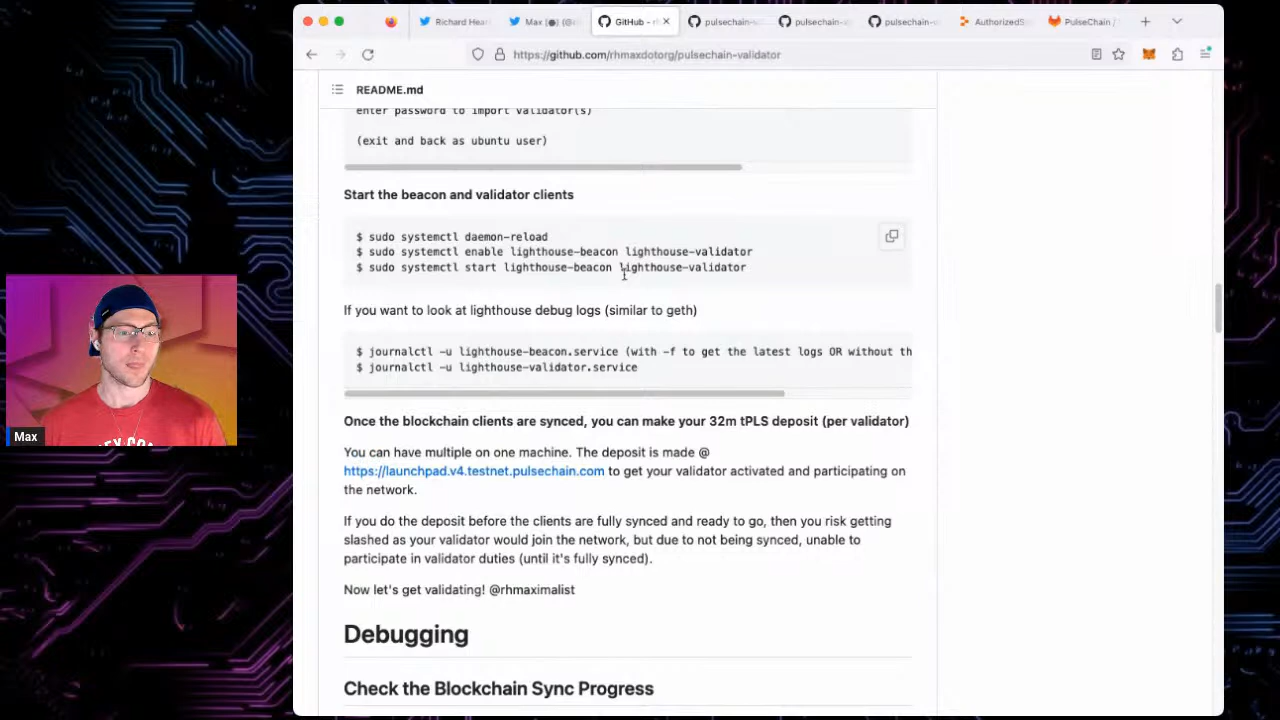 Richard Hear
Max
GitHub - r
pulsechain-
pulsechain-
pulsechain-
AuthorizedS
PulseChain /
https://github.com/rhmaxdotorg/pulsechain-validator
README.md
enter password to import validator(s)
(exit and back as ubuntu user)
Start the beacon and validator clients
$ sudo systemctl daemon-reload
$ sudo systemctl enable lighthouse-beacon lighthouse-validator
$ sudo systemctl start lighthouse-beacon lighthouse-validator
If you want to look at lighthouse debug logs (similar to geth)
$ journalctl -u lighthouse-beacon.service (with -f to get the latest logs OR without th
$ journalctl -u lighthouse-validator.service
Once the blockchain clients are synced, you can make your 32m tPLS deposit (per validator)
You can have multiple on one machine. The deposit is made @
https://launchpad.v4.testnet.pulsechain.com to get your validator activated and participating on
the network.
If you do the deposit before the clients are fully synced and ready to go, then you risk getting
slashed as your validator would join the network, but due to not being synced, unable to
participate in validator duties (until it's fully synced).
Now let's get validating! @rhmaximalist
Debugging
Check the Blockchain Sync Progress
Max